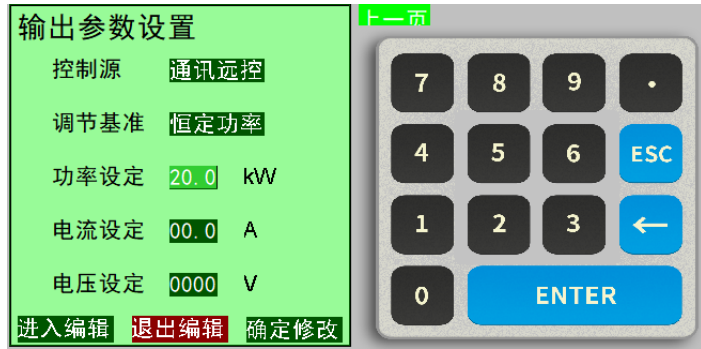 输出参数设置
控制源 通讯远控
调节基准 恒定功率
功率设定 20.0 kW
电流设定 00.0 A
电压设定 0000 V
进入编辑 退出编辑 确定修改
上一页
7 8 9 .
4 5 6 ESC
1 2 3 ←
0 ENTER